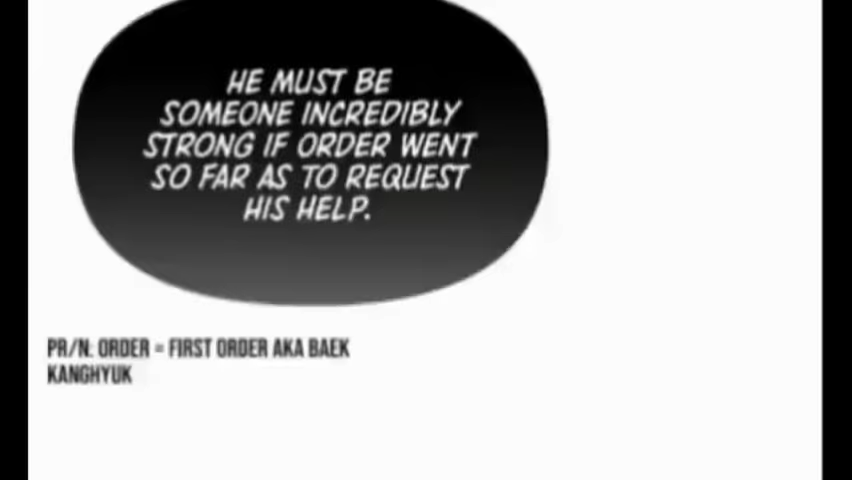 HE MUST BE
SOMEONE INCREDIBLY
STRONG IF ORDER WENT
SO FAR AS TO REQUEST
HIS HELP.
PR/N: ORDER = FIRST ORDER AKA BAEK
KANGHYUK